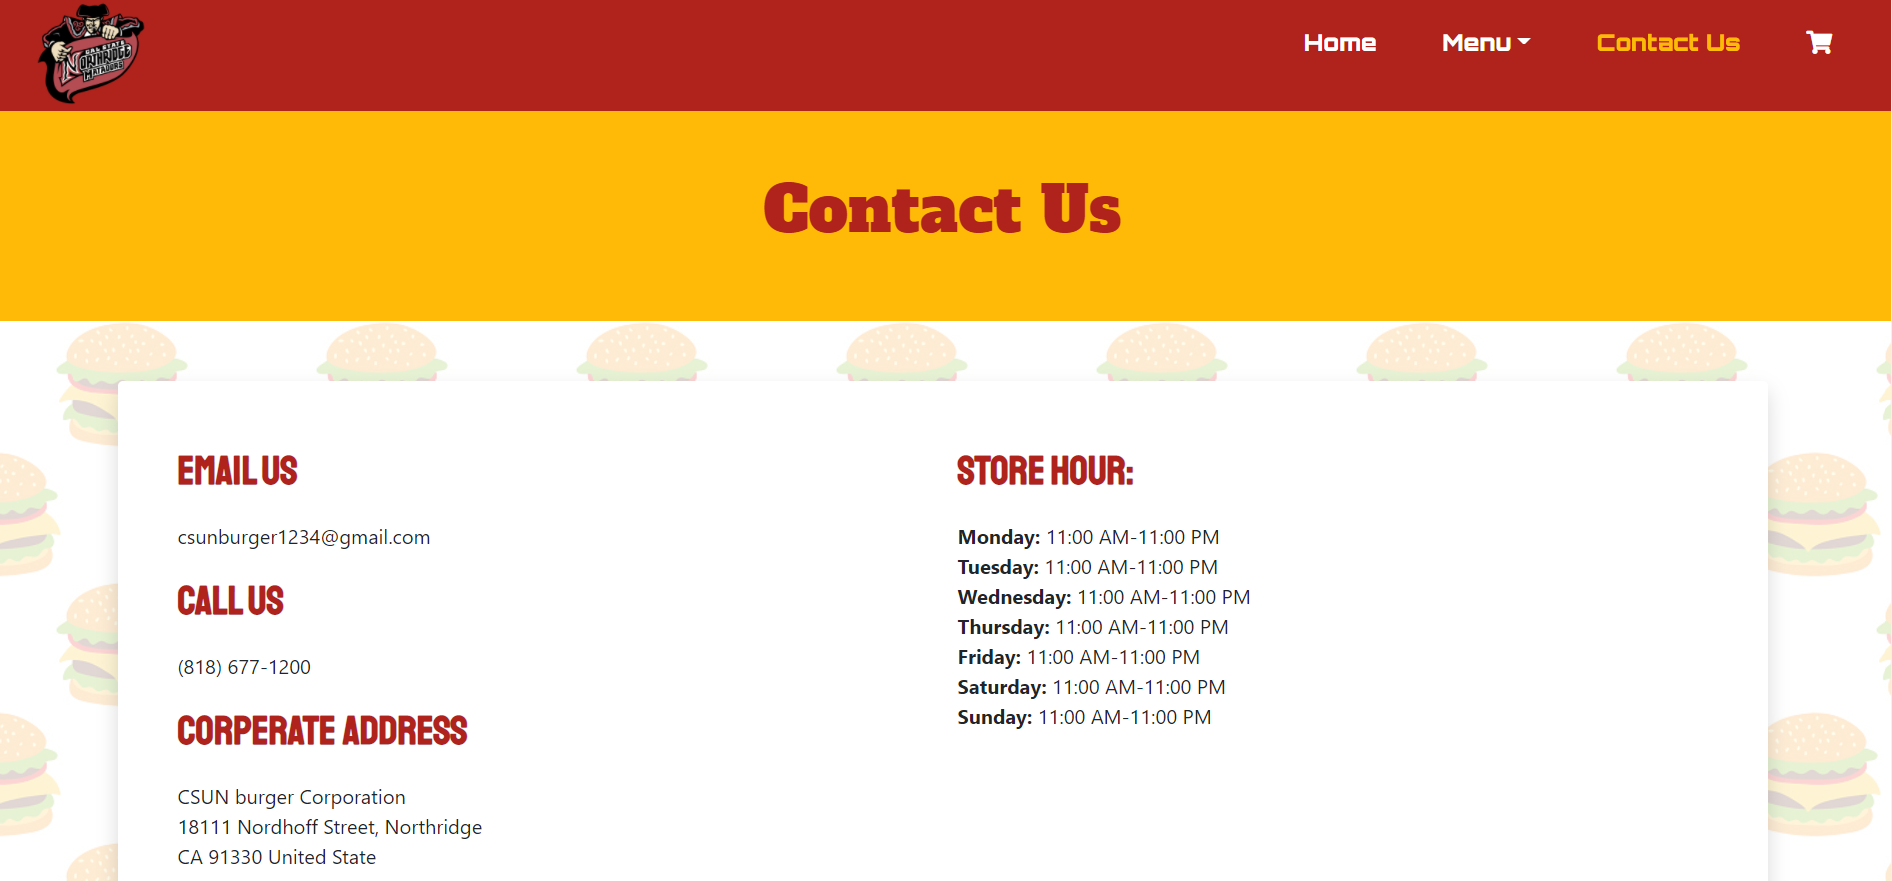 CAL STATE
NORTHRIDGE
MATADORS
Home
Menu
Contact Us
Contact Us
EMAIL US
csunburger1234@gmail.com
CALL US
(818) 677-1200
CORPERATE ADDRESS
CSUN burger Corporation
18111 Nordhoff Street, Northridge
CA 91330 United State
STORE HOUR:
Monday: 11:00 AM-11:00 PM
Tuesday: 11:00 AM-11:00 PM
Wednesday: 11:00 AM-11:00 PM
Thursday: 11:00 AM-11:00 PM
Friday: 11:00 AM-11:00 PM
Saturday: 11:00 AM-11:00 PM
Sunday: 11:00 AM-11:00 PM